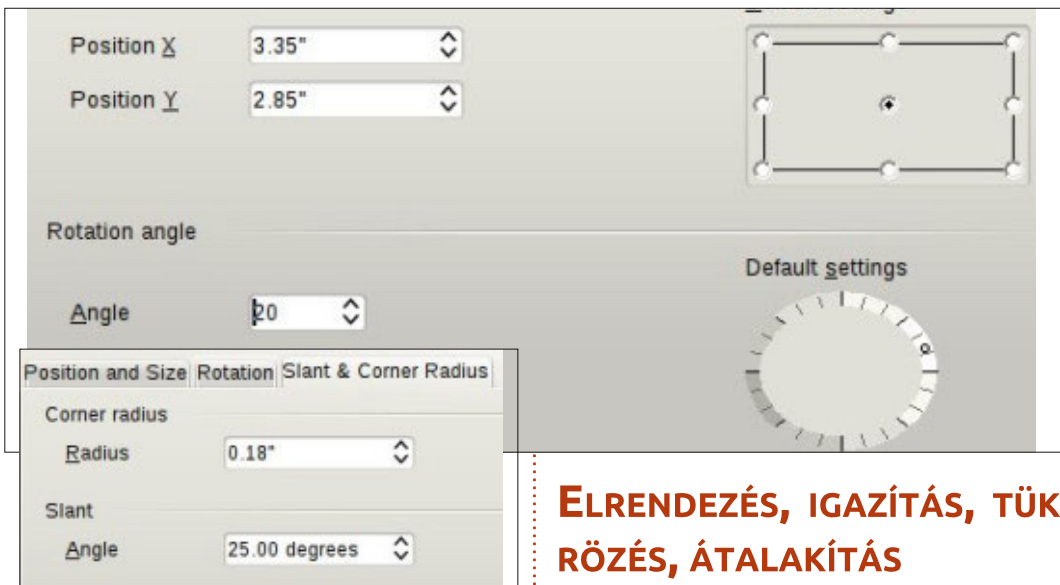 Position X 3.35"
Position Y 2.85"
Rotation angle
Default settings
Angle 20
Position and Size Rotation Slant & Corner Radius
Corner radius
Radius 0.18"
Slant
Angle 25.00 degrees
ELRENDEZÉS, IGAZÍTÁS, TÜK
RÖZÉS, ÁTALAKÍTÁS